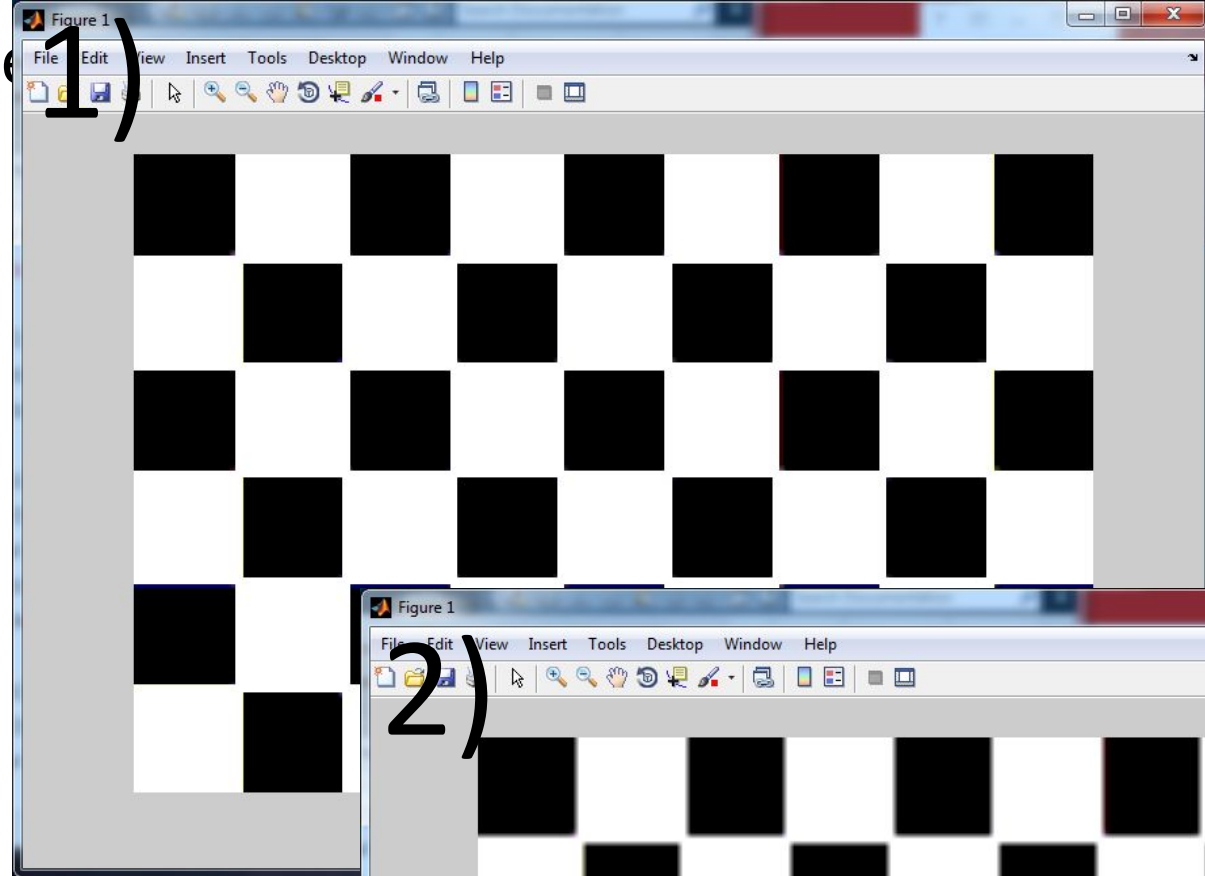 Figure 1
1)
File Edit View Insert Tools Desktop Window Help
Figure 1
File Edit View Insert Tools Desktop Window Help
2)